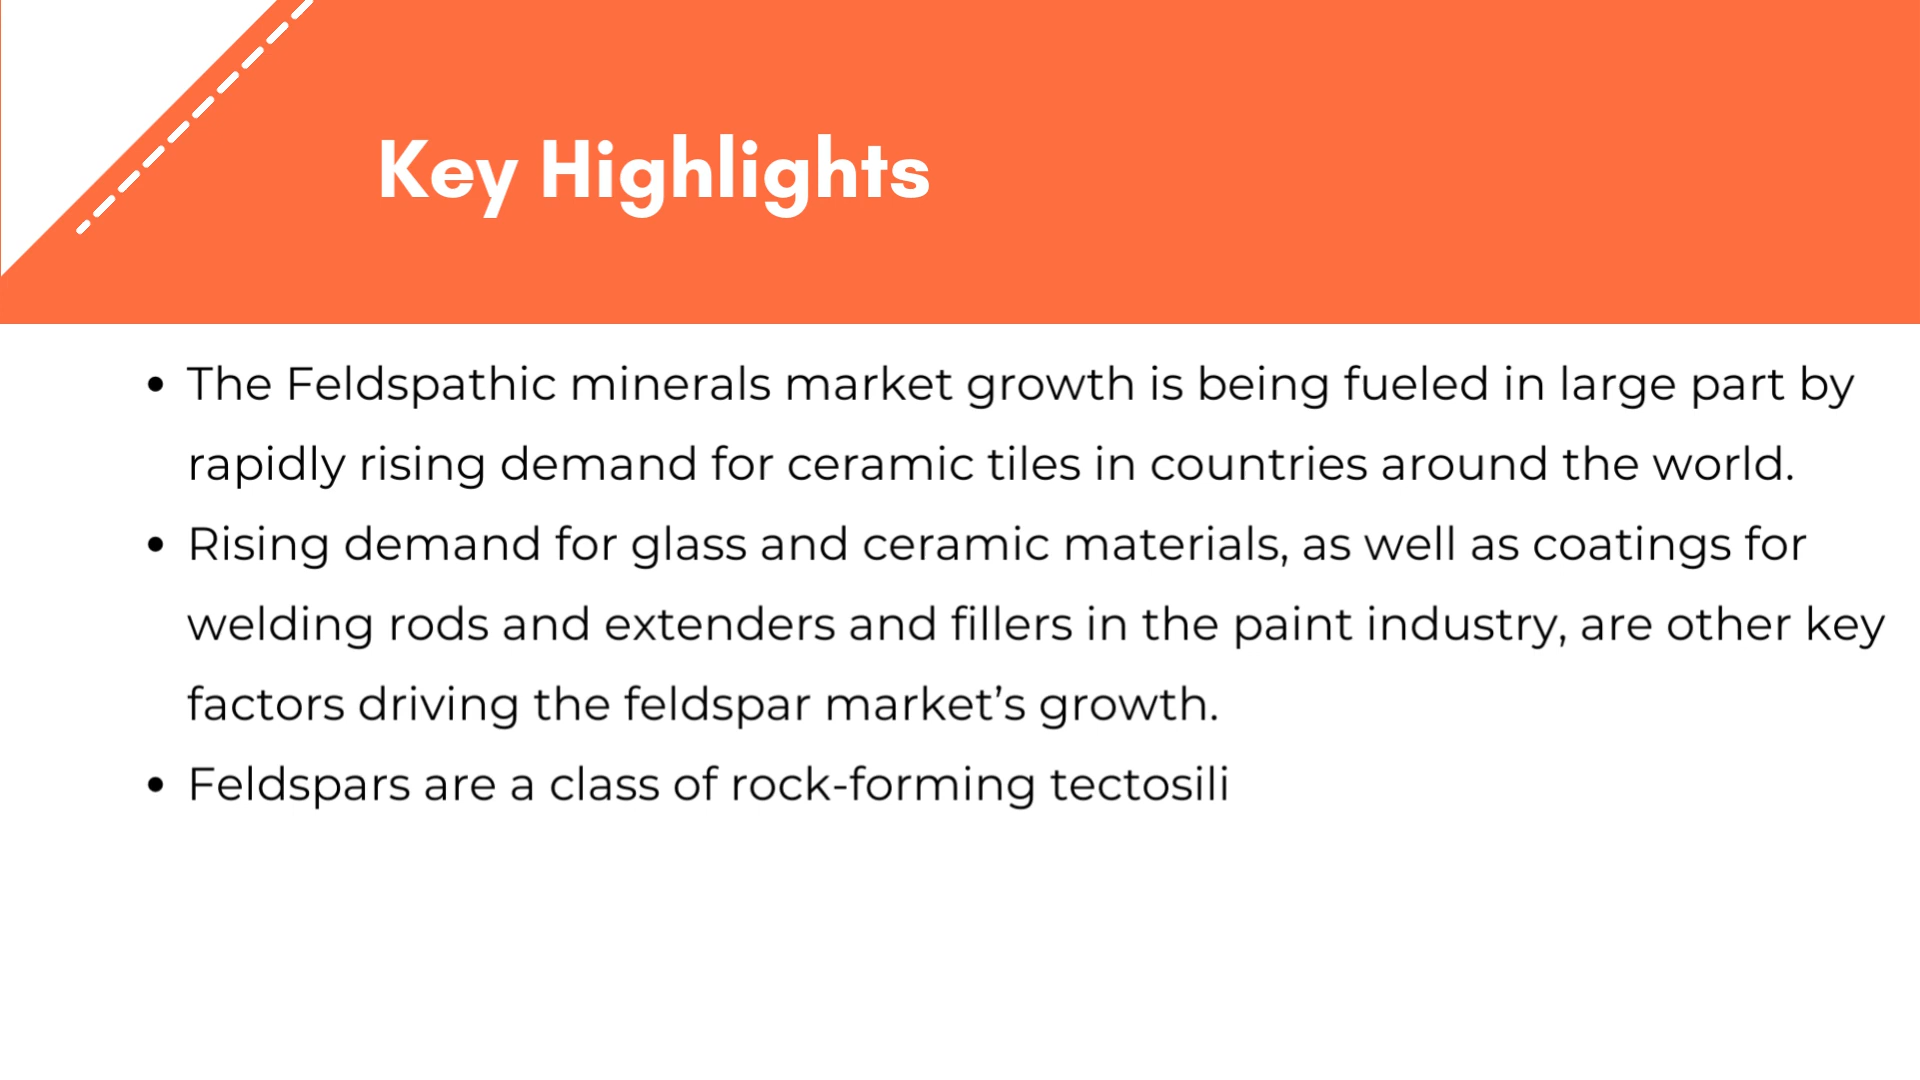 Key Highlights
• The Feldspathic minerals market growth is being fueled in large part by
rapidly rising demand for ceramic tiles in countries around the world.
• Rising demand for glass and ceramic materials, as well as coatings for
welding rods and extenders and fillers in the paint industry, are other key
factors driving the feldspar market’s growth.
• Feldspars are a class of rock-forming tectosili